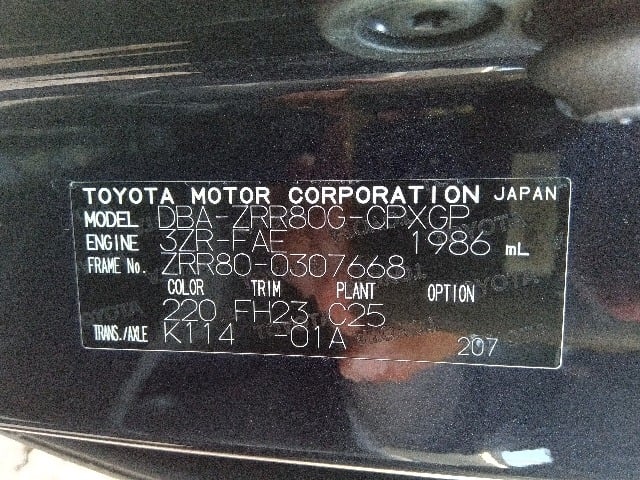 TOYOTA MOTOR CORPORATION JAPAN
MODEL DBA-ZRR80G-CPXGP
ENGINE 3ZR-FAE 1986 mL
FRAME No. ZRR80-0307668
COLOR TRIM PLANT OPTION
220 FH23 C25
TRANS./AXLE K114 -01A 207